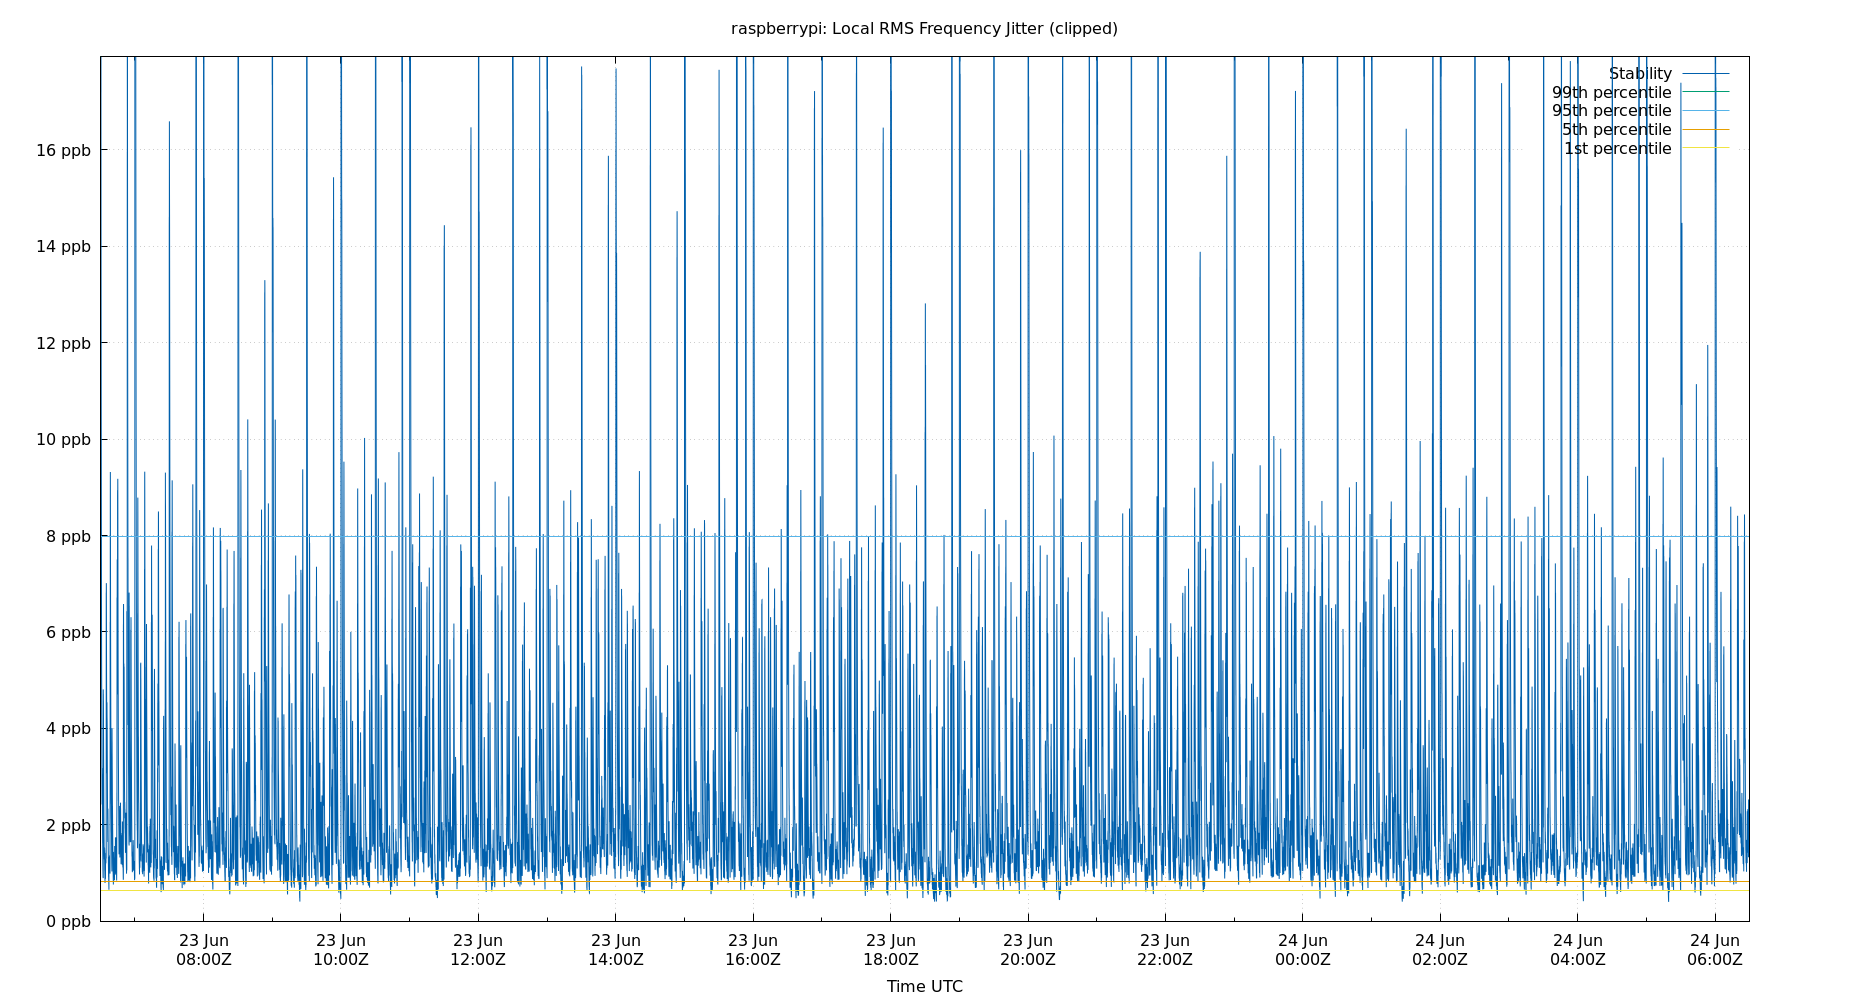 raspberrypi: Local RMS Frequency Jitter (clipped)
Stability
99th percentile
95th percentile
5th percentile
1st percentile
16 ppb
14 ppb
12 ppb
10 ppb
8 ppb
6 ppb
4 ppb
2 ppb
0 ppb
23 Jun 23 Jun 23 Jun 23 Jun 23 Jun 23 Jun 23 Jun 23 Jun 24 Jun 24 Jun 24 Jun 24 Jun
08:00Z 10:00Z 12:00Z 14:00Z 16:00Z 18:00Z 20:00Z 22:00Z 00:00Z 02:00Z 04:00Z 06:00Z
Time UTC